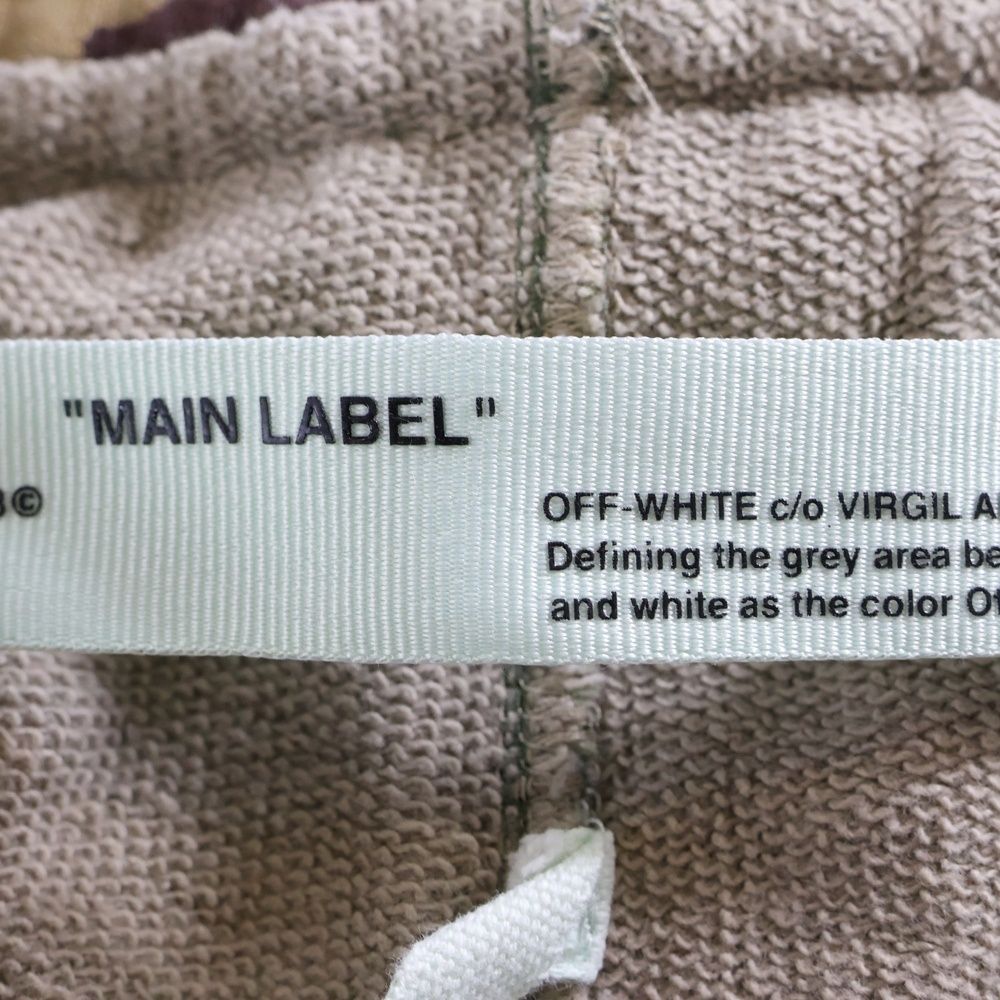 "MAIN LABEL"
©
OFF-WHITE c/o VIRGIL
Defining the grey area
and white as the color